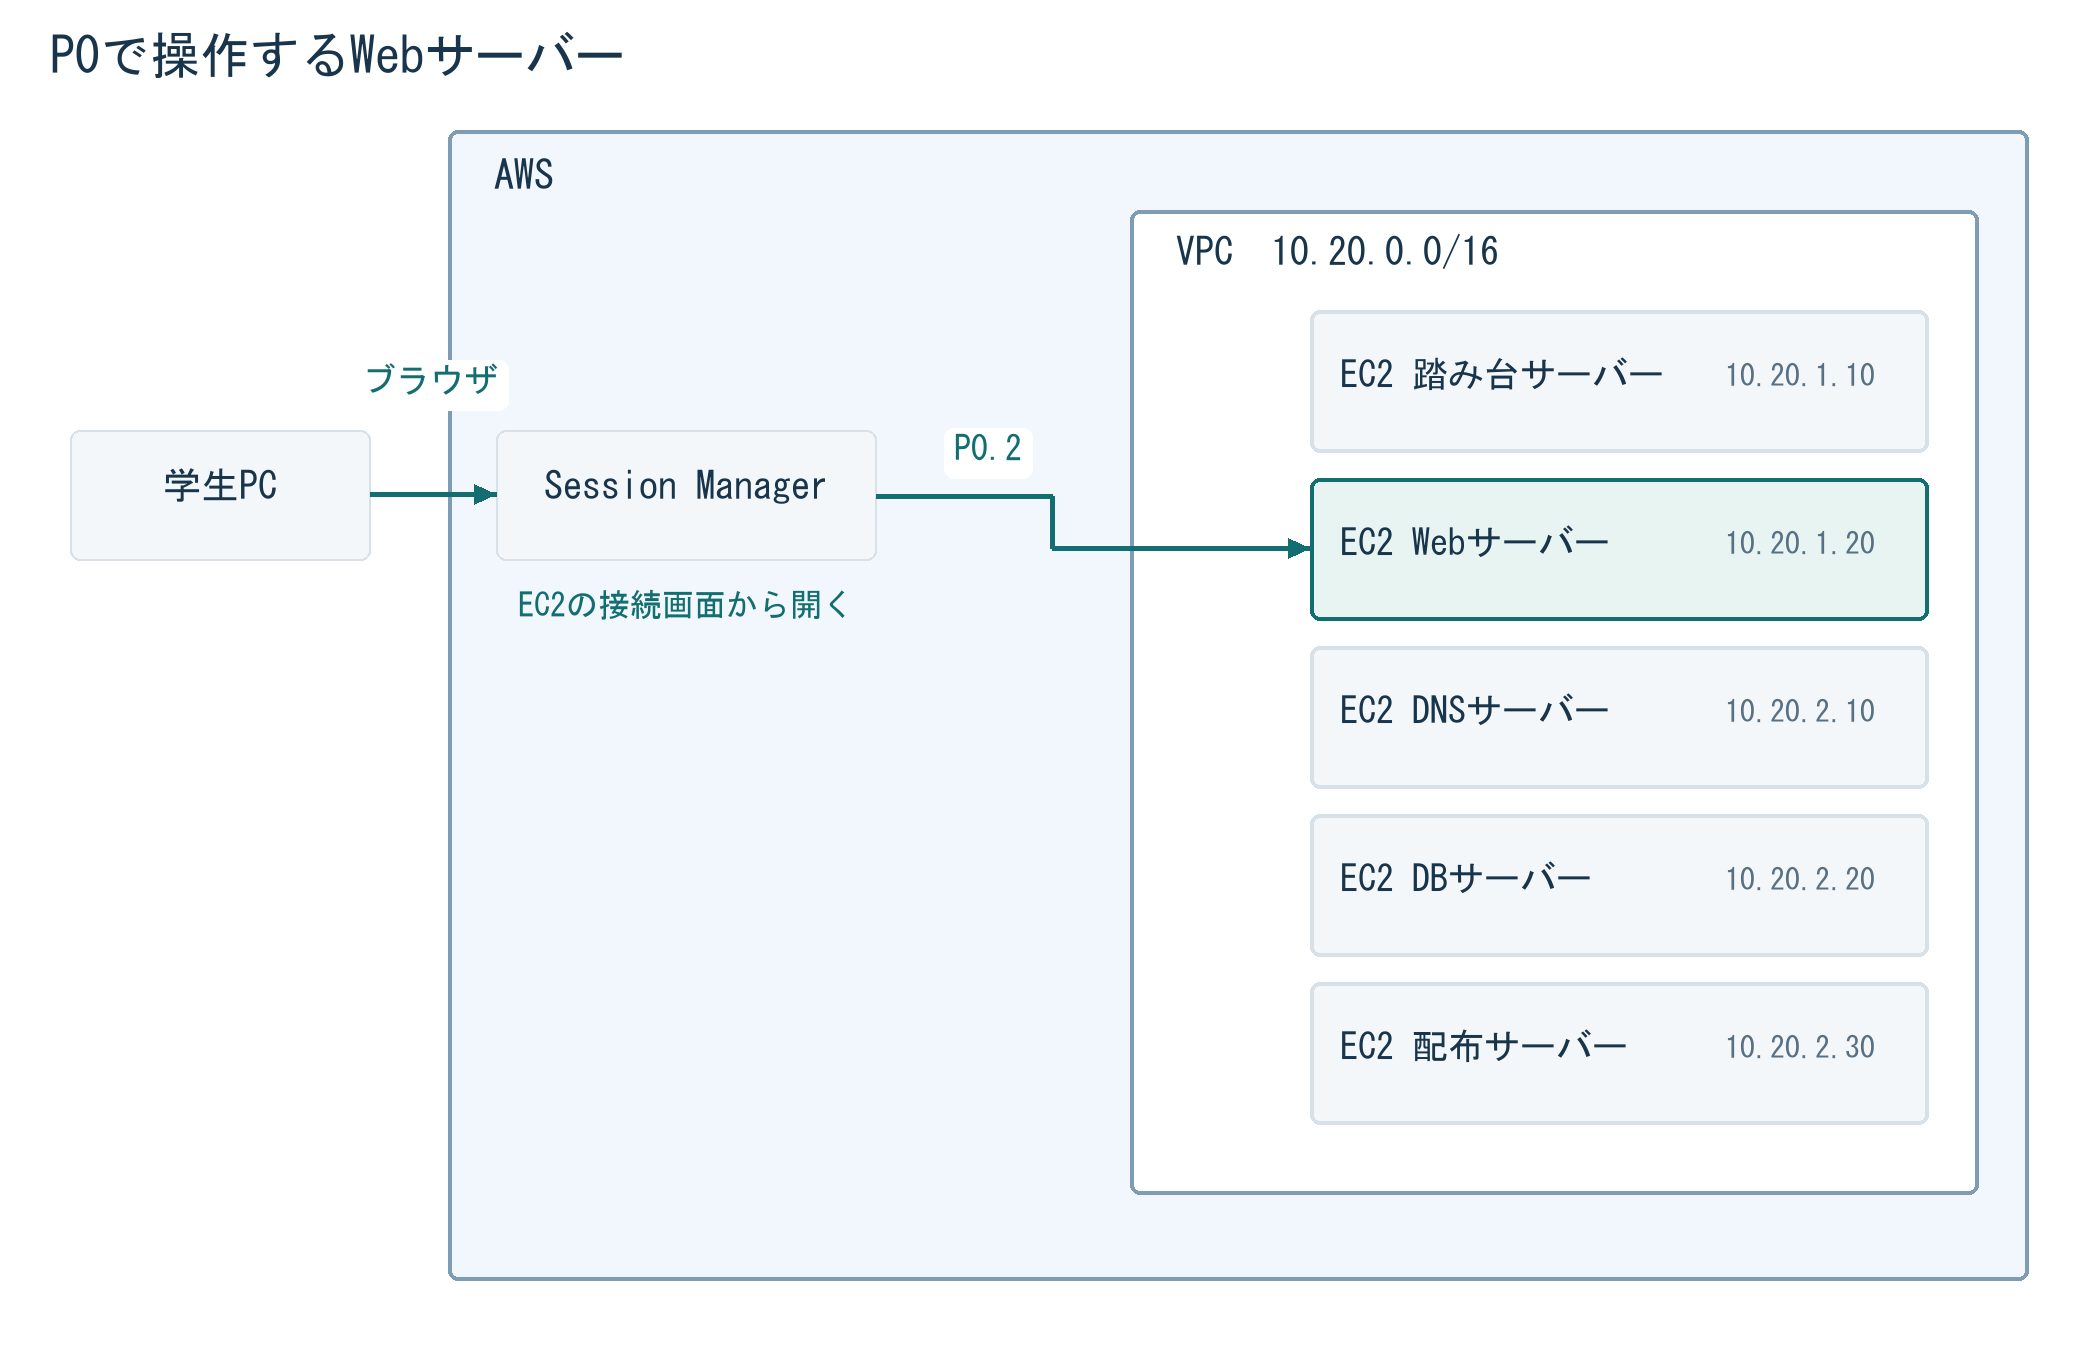 P0で操作するWebサーバー
AWS
VPC 10.20.0.0/16
EC2 踏み台サーバー 10.20.1.10
ブラウザ
学生PC
Session Manager
P0.2
EC2 Webサーバー 10.20.1.20
EC2の接続画面から開く
EC2 DNSサーバー 10.20.2.10
EC2 DBサーバー 10.20.2.20
EC2 配布サーバー 10.20.2.30